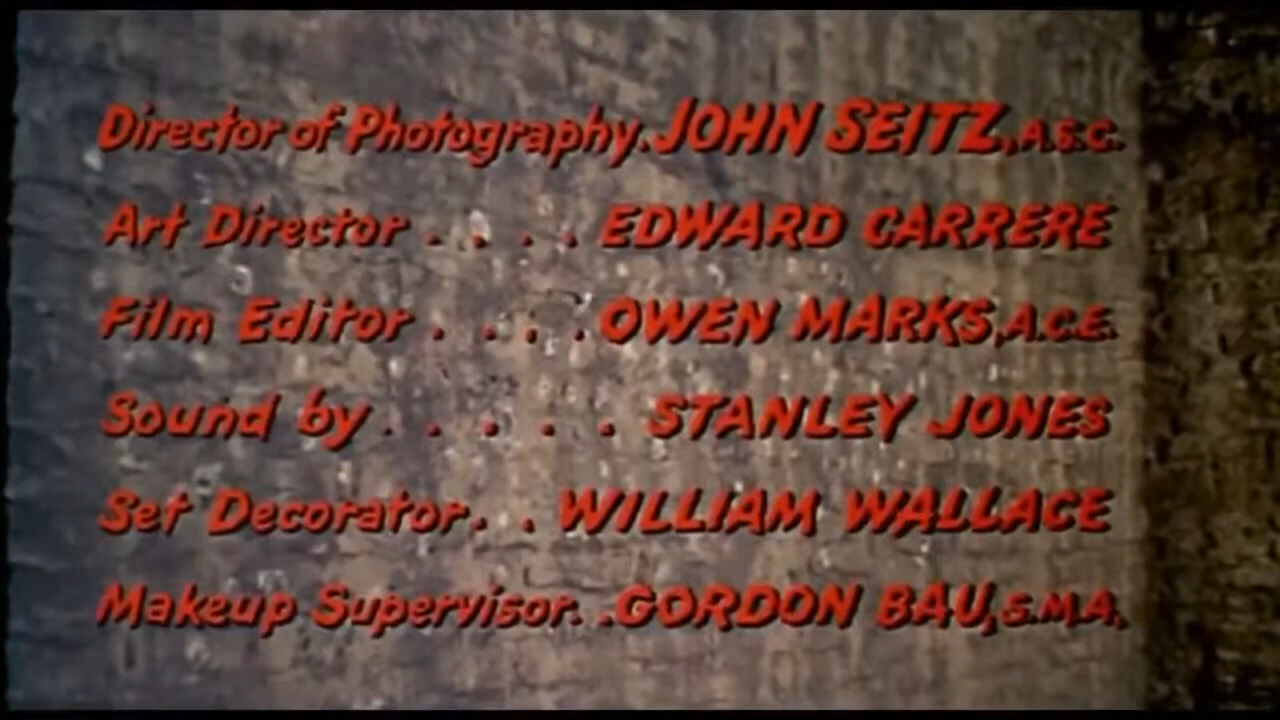 Director of Photography.JOHN SEITZ,A.S.C.
Art Director . . . . EDWARD CARRERE
Film Editor . . . . OWEN MARKS,A.C.E.
Sound by . . . . . STANLEY JONES
Set Decorator. . WILLIAM WALLACE
Makeup Supervisor. .GORDON BAU,S.M.A.